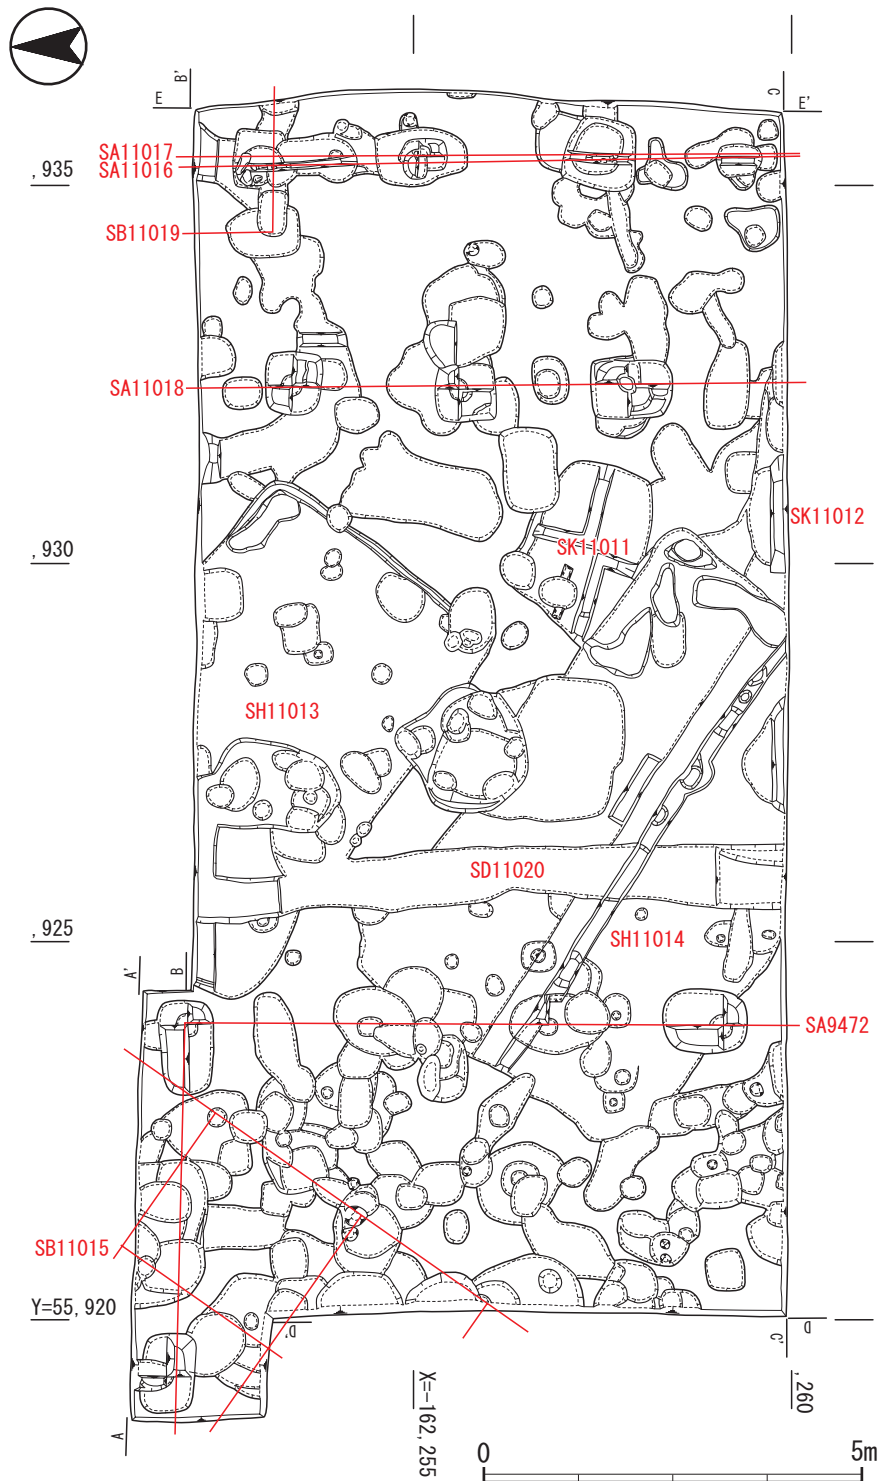 B'
E
C
E'
SA11017
SA11016
,935
SB11019
SA11018
SK11012
SK11011
,930
SH11013
SD11020
SH11014
,925
A'
B
SA9472
SB11015
Y=55,920
D'
C'
D
A
X=-162,255
,260
0
5m